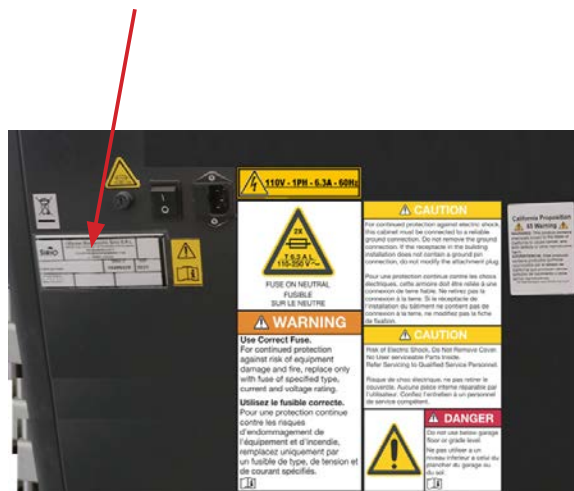 110V - 1PH - 6.3A - 60Hz
2X
T 6.3 A L
110-250 V
FUSE ON NEUTRAL
FUSIBLE
SUR LE NEUTRE
WARNING
Use Correct Fuse.
For continued protection
against risk of equipment
damage and fire, replace only
with fuse of specified type,
current and voltage rating.
Utilisez le fusible correcte.
Pour une protection continue
contre les risques
d'endommagement de
l'équipement et d'incendie,
remplacez uniquement par
un fusible de type, de tension et
de courant spécifiés.
CAUTION
For continued protection against electric shock,
this cabinet must be connected to a reliable
ground connection. Do not remove the ground
connection. If the receptacle in the building
installation does not contain a ground pin
connection, do not modify the attachment plug.
Pour une protection continue contre les chocs
électriques, cette armoire doit être reliée à une
connexion de terre fiable. Ne retirez pas la
connexion à la terre. Si le réceptacle de
l'installation du bâtiment ne contient pas de
connexion à la terre, ne modifiez pas la fiche
de fixation.
CAUTION
Risk of Electric Shock, Do Not Remove Cover.
No User serviceable Parts Inside.
Refer Servicing to Qualified Service Personnel.
Risque de choc électrique, ne pas retirer le
couvercle. Aucune pièce interne réparable par
l'utilisateur. Confiez l'entretien à un personnel
de service compétent.
DANGER
Do not use below garage
floor or grade level.
Ne pas utiliser a un
niveau inferieur a celui du
plancher du garage ou
du sol.
California Proposition
65 Warning